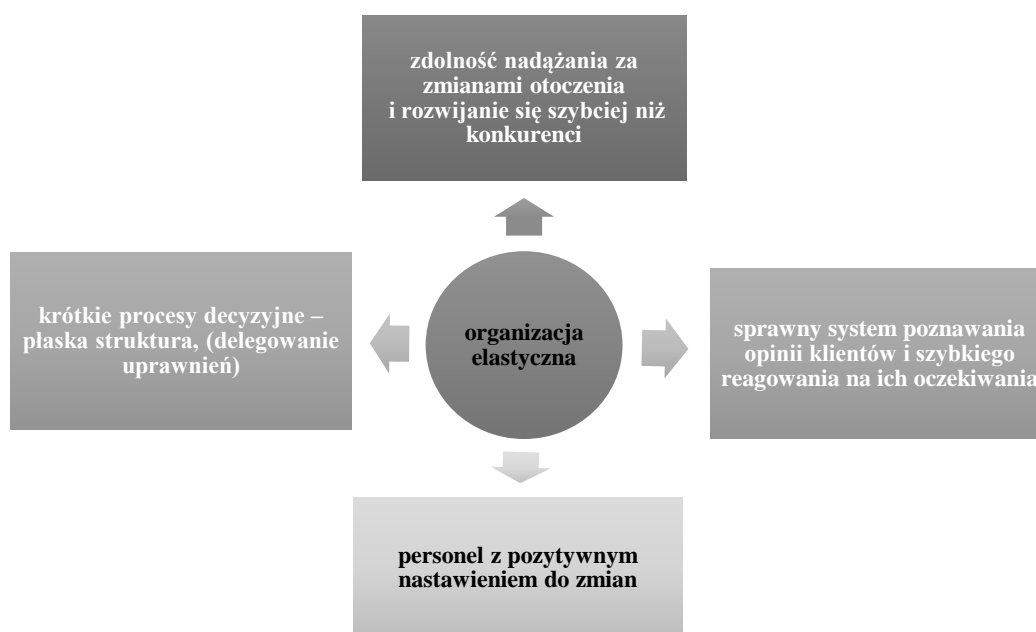 zdolność nadążania za
zmianami otoczenia
i rozwijanie się szybciej niż
konkurenci
krótkie procesy decyzyjne –
płaska struktura, (delegowanie
uprawnień)
organizacja
elastyczna
sprawny system poznawania
opinii klientów i szybkiego
reagowania na ich oczekiwania
personel z pozytywnym
nastawieniem do zmian